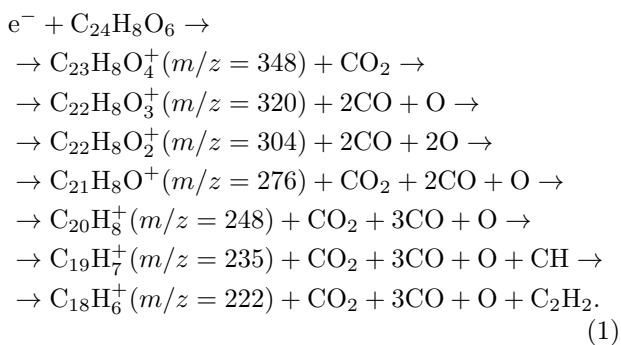 e⁻ + C₂₄H₈O₆ →
→ C₂₃H₈O₄⁺(m/z = 348) + CO₂ →
→ C₂₂H₈O₃⁺(m/z = 320) + 2CO + O →
→ C₂₂H₈O₂⁺(m/z = 304) + 2CO + 2O →
→ C₂₁H₈O⁺(m/z = 276) + CO₂ + 2CO + O →
→ C₂₀H₈⁺(m/z = 248) + CO₂ + 3CO + O →
→ C₁₉H₇⁺(m/z = 235) + CO₂ + 3CO + O + CH →
→ C₁₈H₆⁺(m/z = 222) + CO₂ + 3CO + O + C₂H₂.
(1)